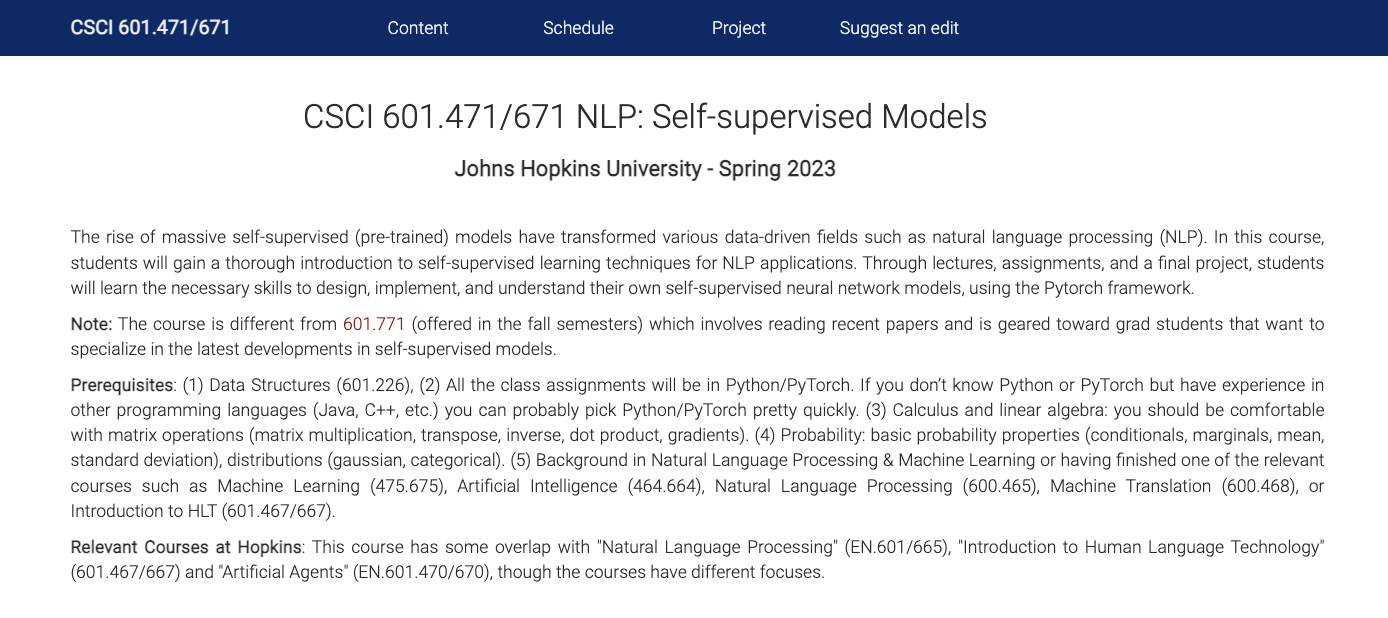 CSCI 601.471/671 Content Schedule Project Suggest an edit
CSCI 601.471/671 NLP: Self-supervised Models
Johns Hopkins University - Spring 2023
The rise of massive self-supervised (pre-trained) models have transformed various data-driven fields such as natural language processing (NLP). In this course,
students will gain a thorough introduction to self-supervised learning techniques for NLP applications. Through lectures, assignments, and a final project, students
will learn the necessary skills to design, implement, and understand their own self-supervised neural network models, using the Pytorch framework.
Note: The course is different from 601.771 (offered in the fall semesters) which involves reading recent papers and is geared toward grad students that want to
specialize in the latest developments in self-supervised models.
Prerequisites: (1) Data Structures (601.226), (2) All the class assignments will be in Python/PyTorch. If you don’t know Python or PyTorch but have experience in
other programming languages (Java, C++, etc.) you can probably pick Python/PyTorch pretty quickly. (3) Calculus and linear algebra: you should be comfortable
with matrix operations (matrix multiplication, transpose, inverse, dot product, gradients). (4) Probability: basic probability properties (conditionals, marginals, mean,
standard deviation), distributions (gaussian, categorical). (5) Background in Natural Language Processing & Machine Learning or having finished one of the relevant
courses such as Machine Learning (475.675), Artificial Intelligence (464.664), Natural Language Processing (600.465), Machine Translation (600.468), or
Introduction to HLT (601.467/667).
Relevant Courses at Hopkins: This course has some overlap with "Natural Language Processing" (EN.601/665), "Introduction to Human Language Technology"
(601.467/667) and "Artificial Agents" (EN.601.470/670), though the courses have different focuses.